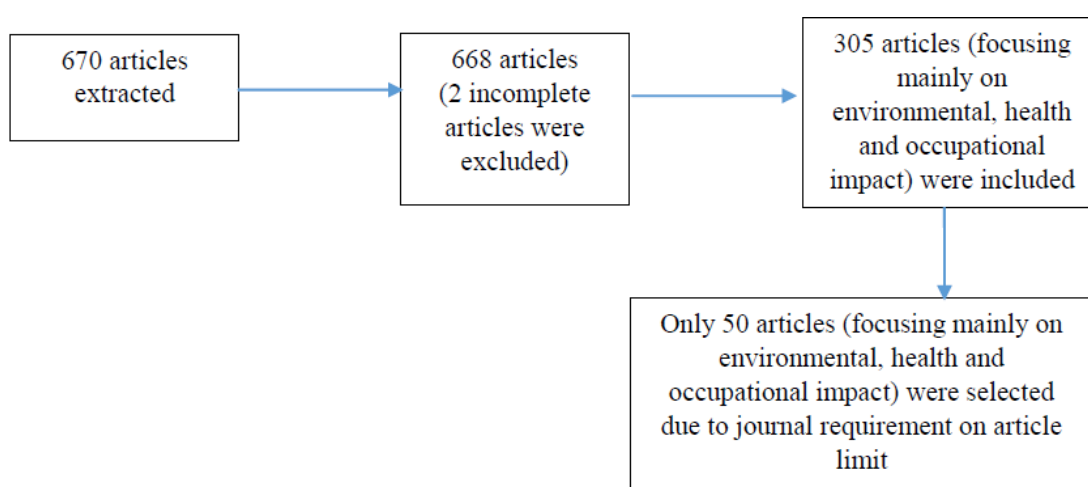 670 articles
extracted
668 articles
(2 incomplete
articles were
excluded)
305 articles (focusing
mainly on
environmental, health
and occupational
impact) were included
Only 50 articles (focusing mainly on
environmental, health and
occupational impact) were selected
due to journal requirement on article
limit